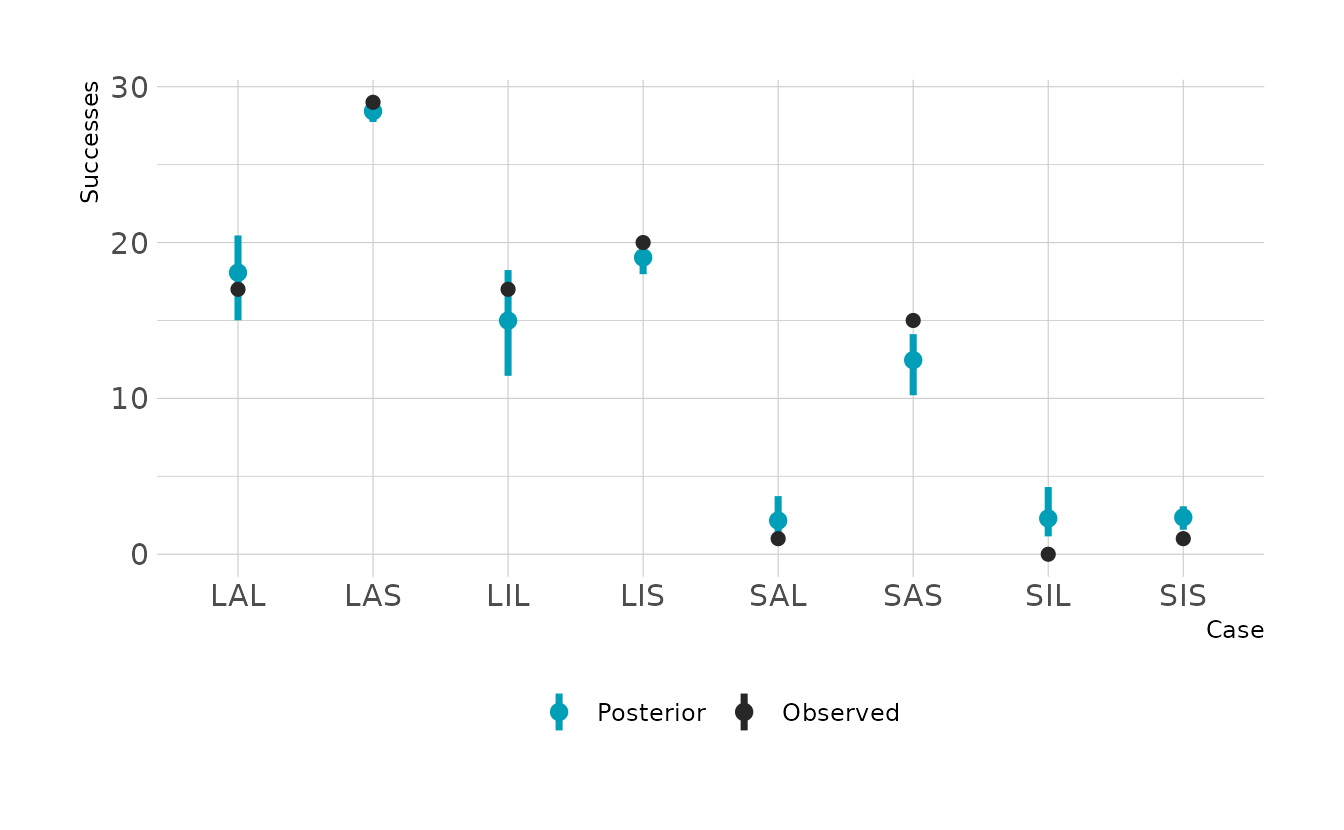 Successes
30
20
10
0
LAL LAS LIL LIS SAL SAS SIL SIS
Case
Posterior Observed